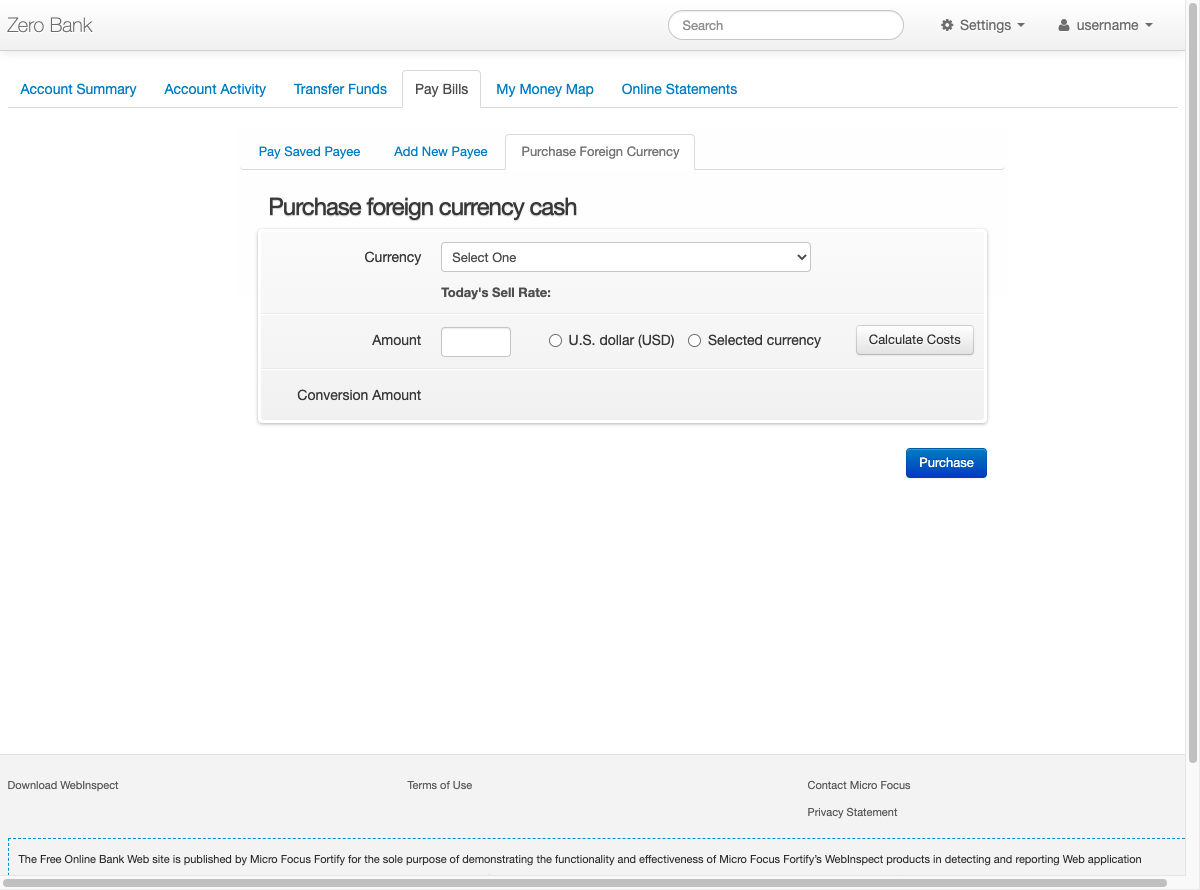 Zero Bank
Search
Settings
username
Account Summary
Account Activity
Transfer Funds
Pay Bills
My Money Map
Online Statements
Pay Saved Payee
Add New Payee
Purchase Foreign Currency
Purchase foreign currency cash
Currency
Select One
Today's Sell Rate:
Amount
U.S. dollar (USD)
Selected currency
Calculate Costs
Conversion Amount
Purchase
Download WebInspect
Terms of Use
Contact Micro Focus
Privacy Statement
The Free Online Bank Web site is published by Micro Focus Fortify for the sole purpose of demonstrating the functionality and effectiveness of Micro Focus Fortify's WebInspect products in detecting and reporting Web application